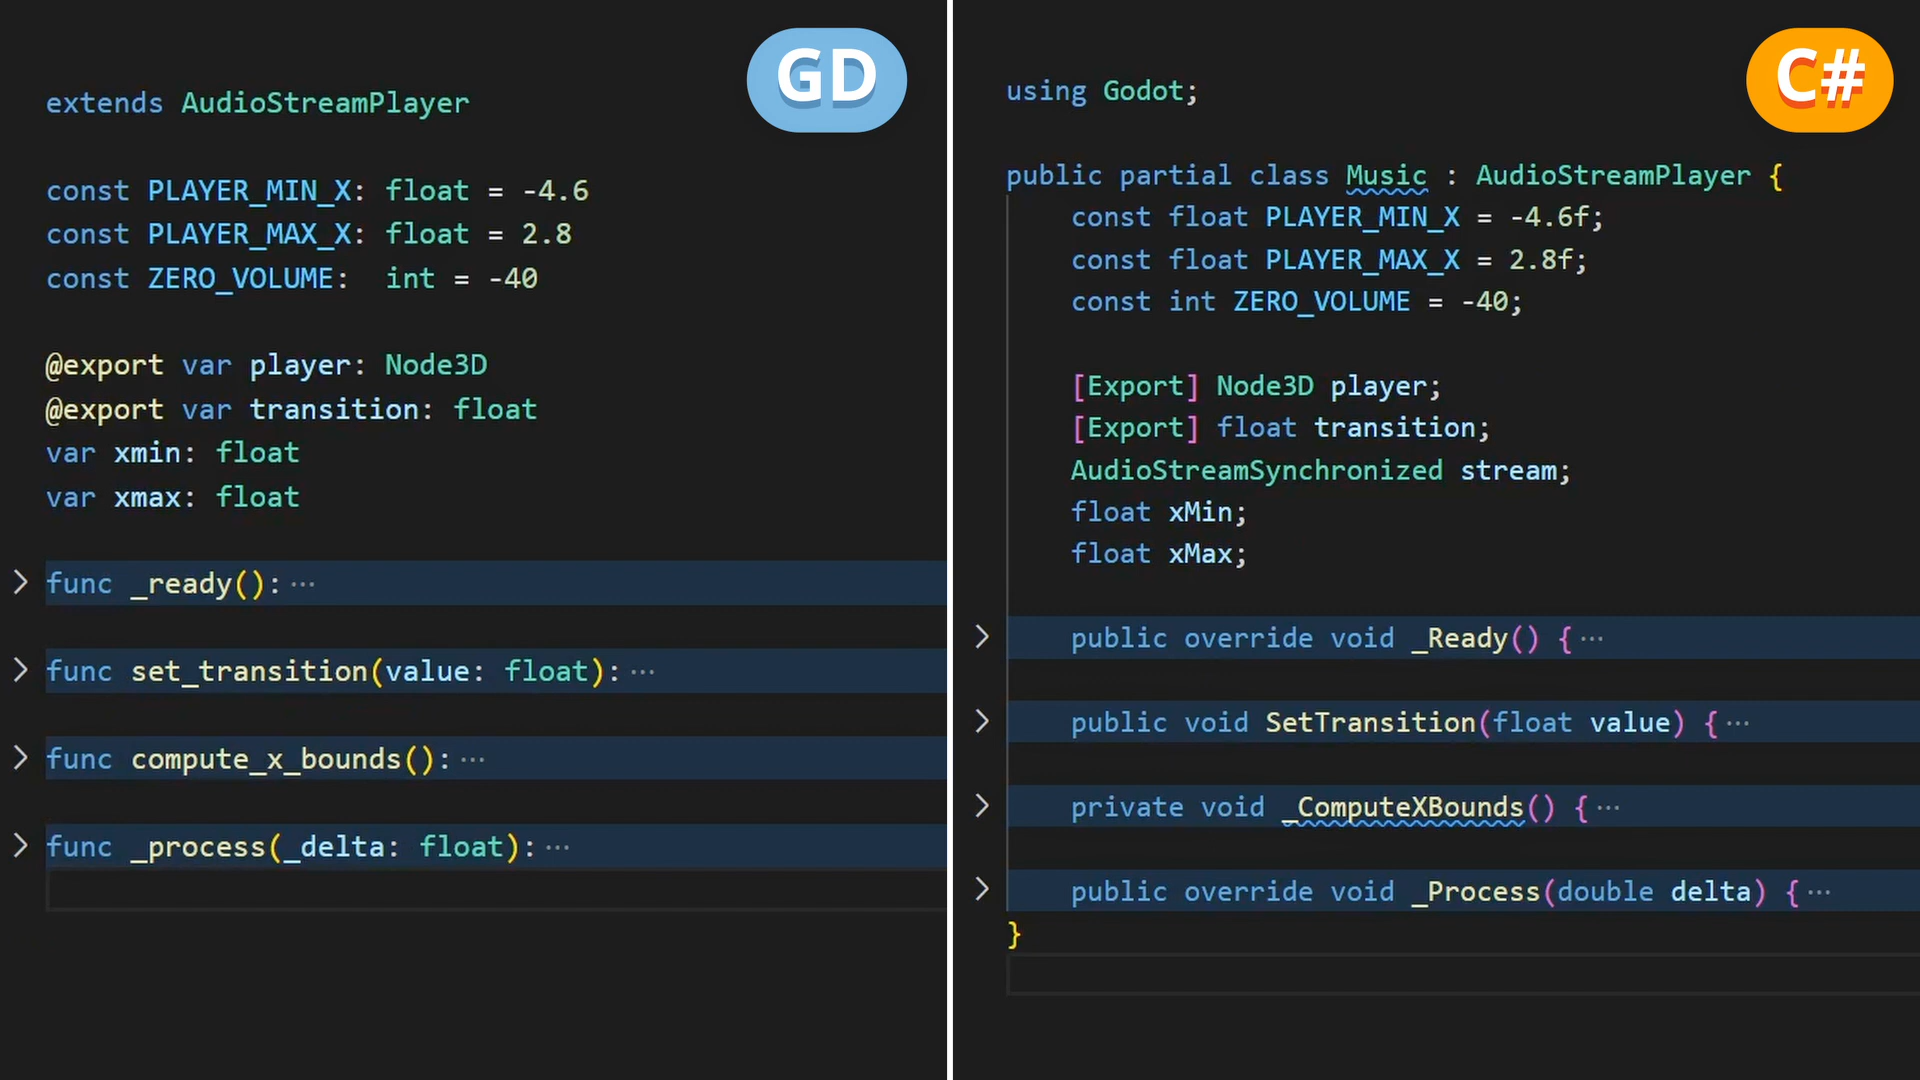 GD
extends AudioStreamPlayer
const PLAYER_MIN_X: float = -4.6
const PLAYER_MAX_X: float = 2.8
const ZERO_VOLUME:  int = -40
@export var player: Node3D
@export var transition: float
var xmin: float
var xmax: float
func _ready(): ···
func set_transition(value: float): ···
func compute_x_bounds(): ···
func _process(_delta: float): ···
C#
using Godot;
public partial class Music : AudioStreamPlayer {
const float PLAYER_MIN_X = -4.6f;
const float PLAYER_MAX_X = 2.8f;
const int ZERO_VOLUME = -40;
[Export] Node3D player;
[Export] float transition;
AudioStreamSynchronized stream;
float xMin;
float xMax;
public override void _Ready() { ···
public void SetTransition(float value) { ···
private void _ComputeXBounds() { ···
public override void _Process(double delta) { ···
}